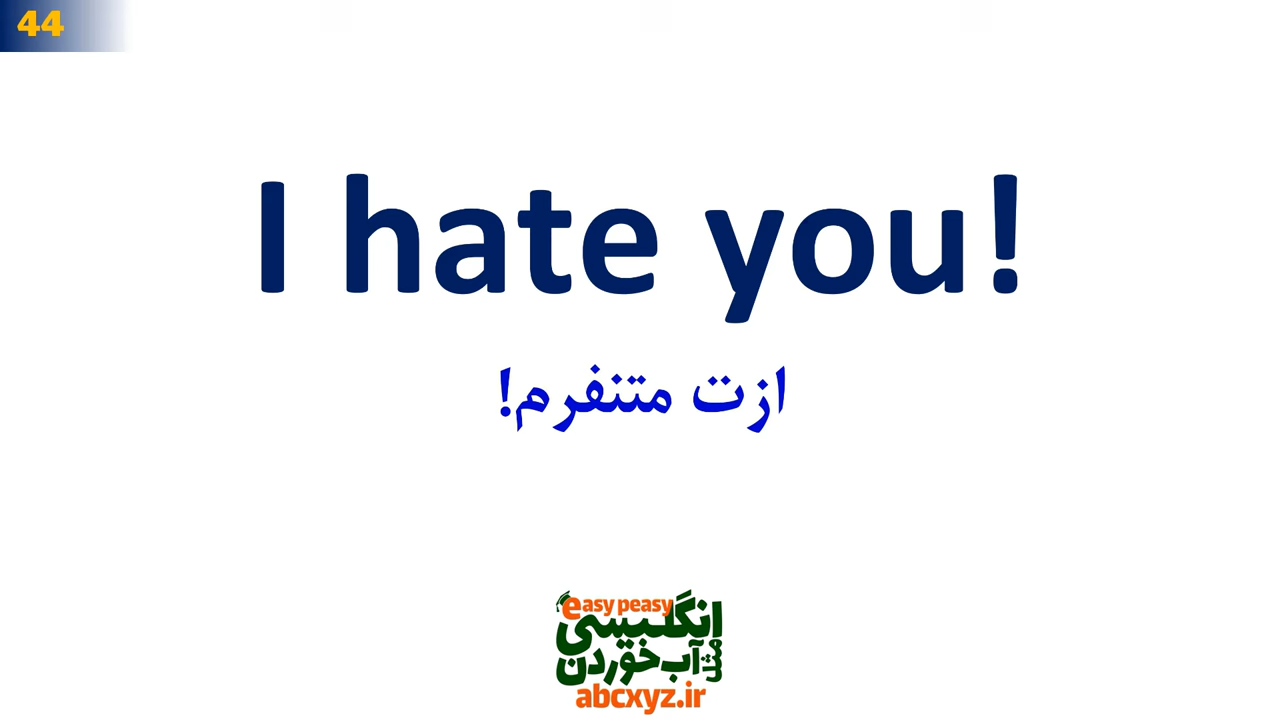 44
I hate you!
ازت متنفرم!
easy peasy
انگلیسی
مثل آب خوردن
abcxyz.ir